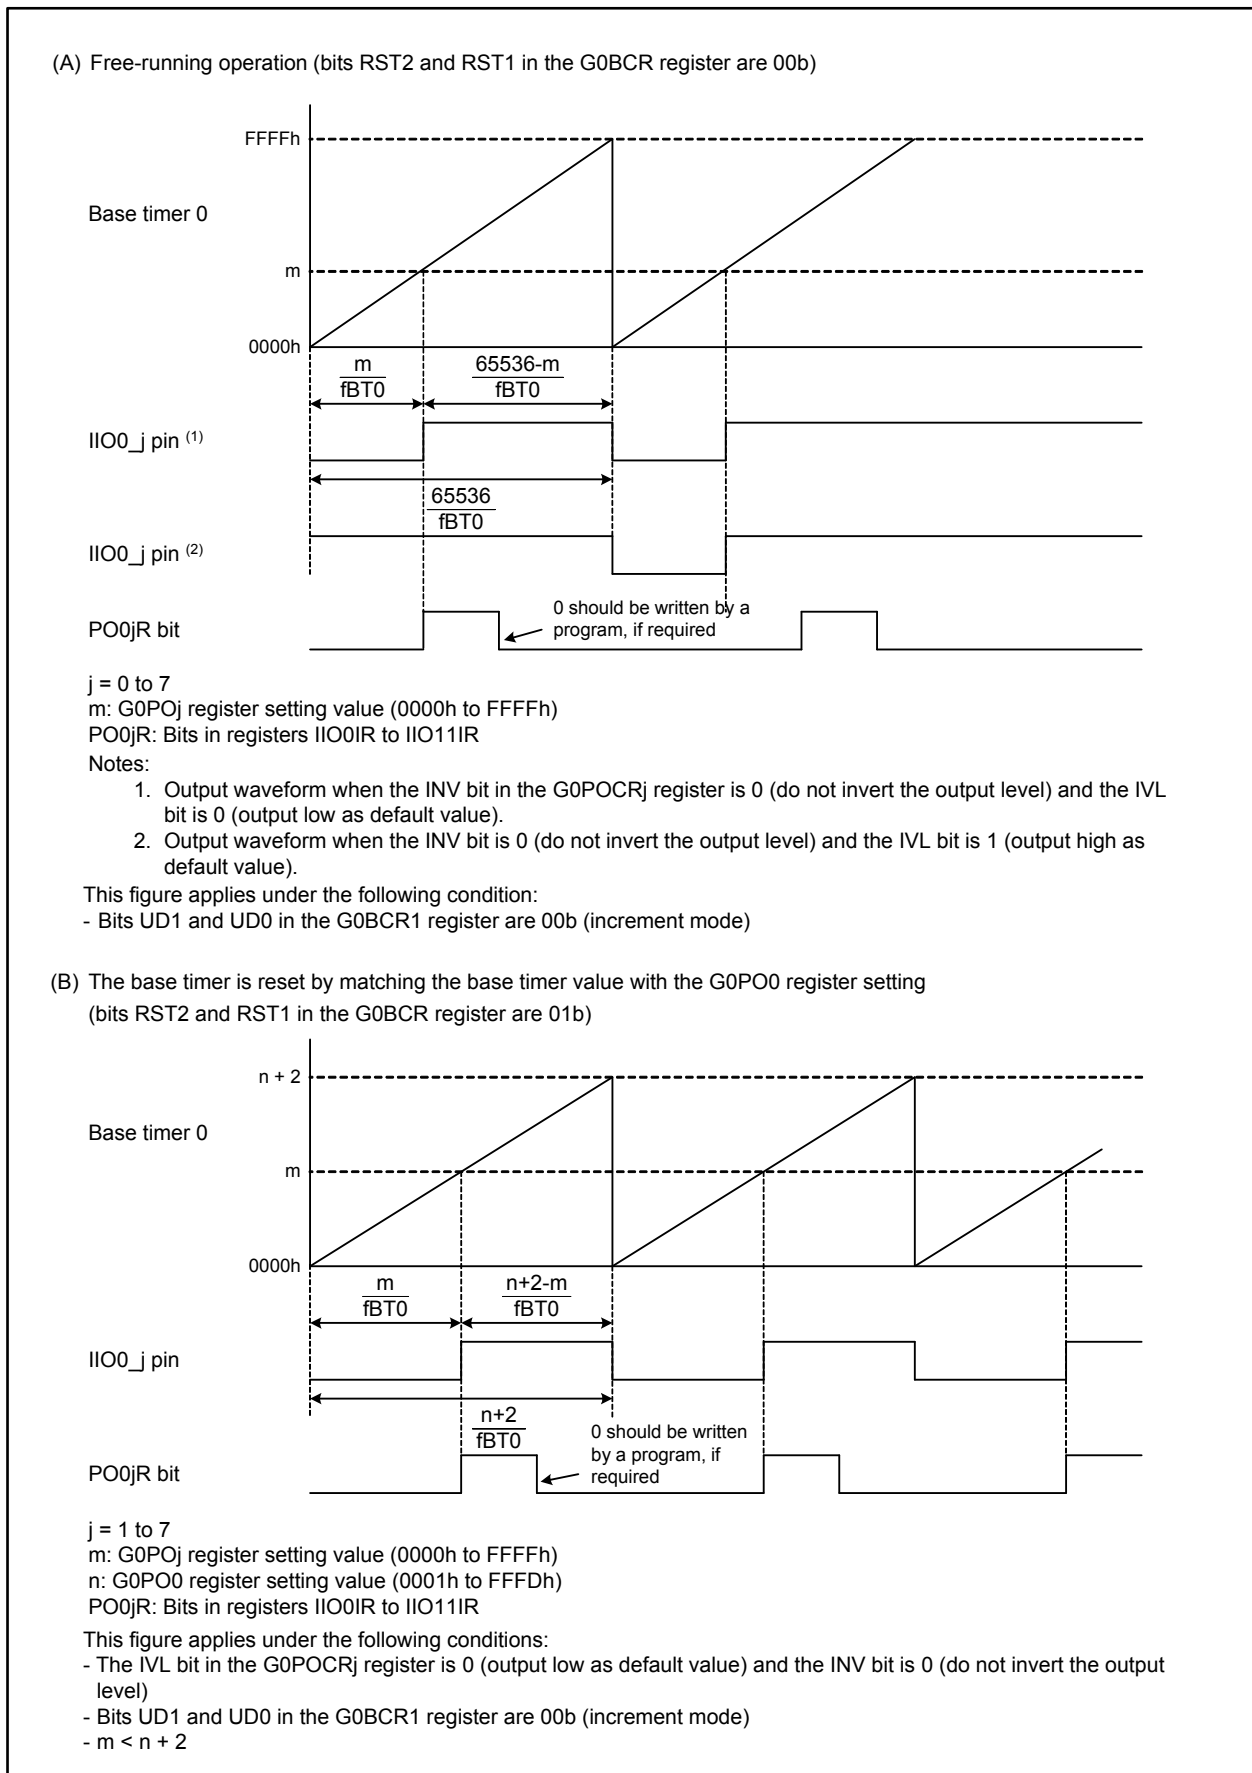 (A) Free-running operation (bits RST2 and RST1 in the G0BCR register are 00b)
FFFFh
Base timer 0
m
0000h
m
fBT0
65536-m
fBT0
IIO0_j pin (1)
65536
fBT0
IIO0_j pin (2)
0 should be written by a
program, if required
PO0jR bit
j = 0 to 7
m: G0POj register setting value (0000h to FFFFh)
PO0jR: Bits in registers IIO0IR to IIO11IR
Notes:
1. Output waveform when the INV bit in the G0POCRj register is 0 (do not invert the output level) and the IVL
bit is 0 (output low as default value).
2. Output waveform when the INV bit is 0 (do not invert the output level) and the IVL bit is 1 (output high as
default value).
This figure applies under the following condition:
- Bits UD1 and UD0 in the G0BCR1 register are 00b (increment mode)
(B) The base timer is reset by matching the base timer value with the G0PO0 register setting
(bits RST2 and RST1 in the G0BCR register are 01b)
n + 2
Base timer 0
m
0000h
m
fBT0
n+2-m
fBT0
IIO0_j pin
n+2
fBT0
0 should be written
by a program, if
required
PO0jR bit
j = 1 to 7
m: G0POj register setting value (0000h to FFFFh)
n: G0PO0 register setting value (0001h to FFFDh)
PO0jR: Bits in registers IIO0IR to IIO11IR
This figure applies under the following conditions:
- The IVL bit in the G0POCRj register is 0 (output low as default value) and the INV bit is 0 (do not invert the output
level)
- Bits UD1 and UD0 in the G0BCR1 register are 00b (increment mode)
- m < n + 2